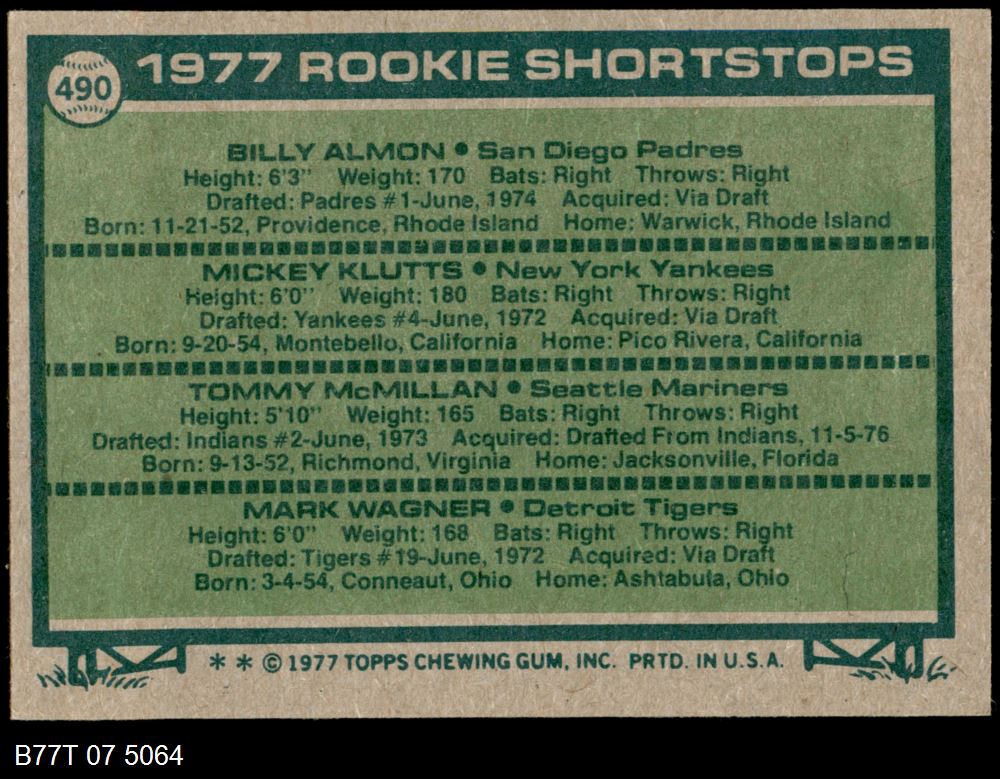 490
1977 ROOKIE SHORTSTOPS
BILLY ALMON • San Diego Padres
Height: 6'3" Weight: 170 Bats: Right Throws: Right
Drafted: Padres #1-June, 1974 Acquired: Via Draft
Born: 11-21-52, Providence, Rhode Island Home: Warwick, Rhode Island
MICKEY KLUTTS • New York Yankees
Height: 6'0" Weight: 180 Bats: Right Throws: Right
Drafted: Yankees #4-June, 1972 Acquired: Via Draft
Born: 9-20-54, Montebello, California Home: Pico Rivera, California
TOMMY McMILLAN • Seattle Mariners
Height: 5'10" Weight: 165 Bats: Right Throws: Right
Drafted: Indians #2-June, 1973 Acquired: Drafted From Indians, 11-5-76
Born: 9-13-52, Richmond, Virginia Home: Jacksonville, Florida
MARK WAGNER • Detroit Tigers
Height: 6'0" Weight: 168 Bats: Right Throws: Right
Drafted: Tigers #19-June, 1972 Acquired: Via Draft
Born: 3-4-54, Conneaut, Ohio Home: Ashtabula, Ohio
** © 1977 TOPPS CHEWING GUM, INC. PRTD. IN U.S.A.
B77T 07 5064